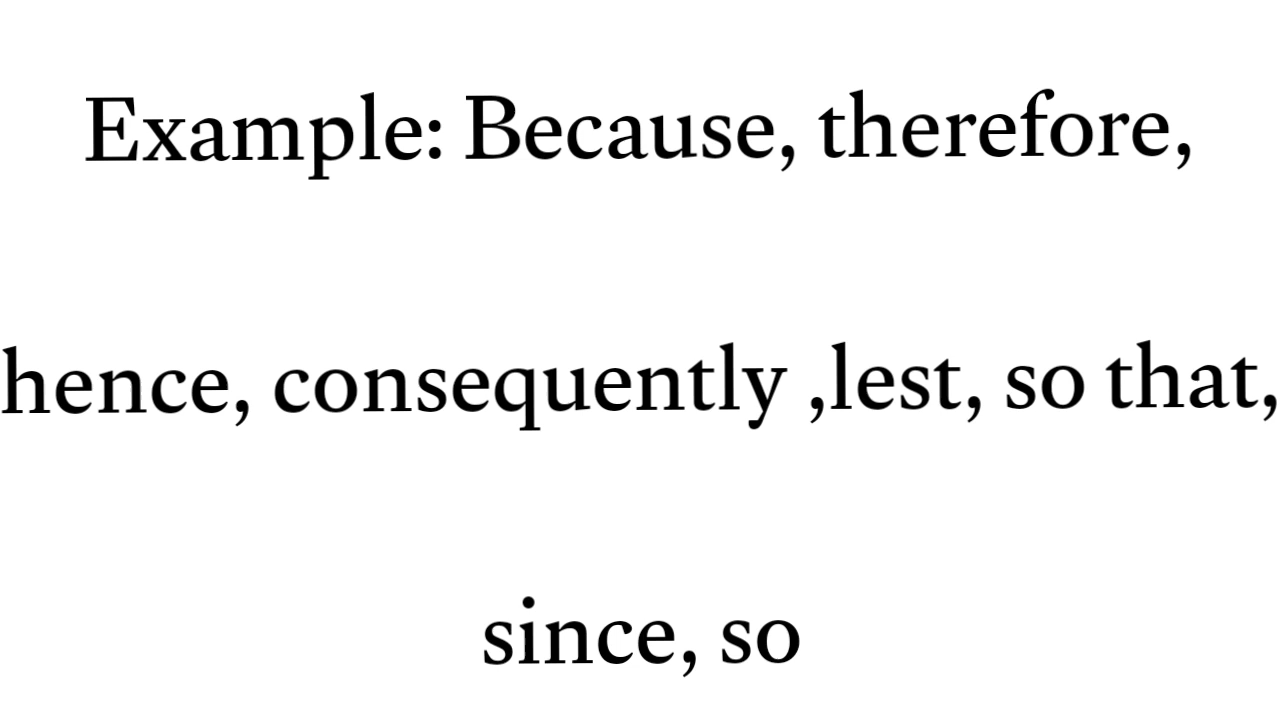 Example: Because, therefore,
hence, consequently ,lest, so that,
since, so